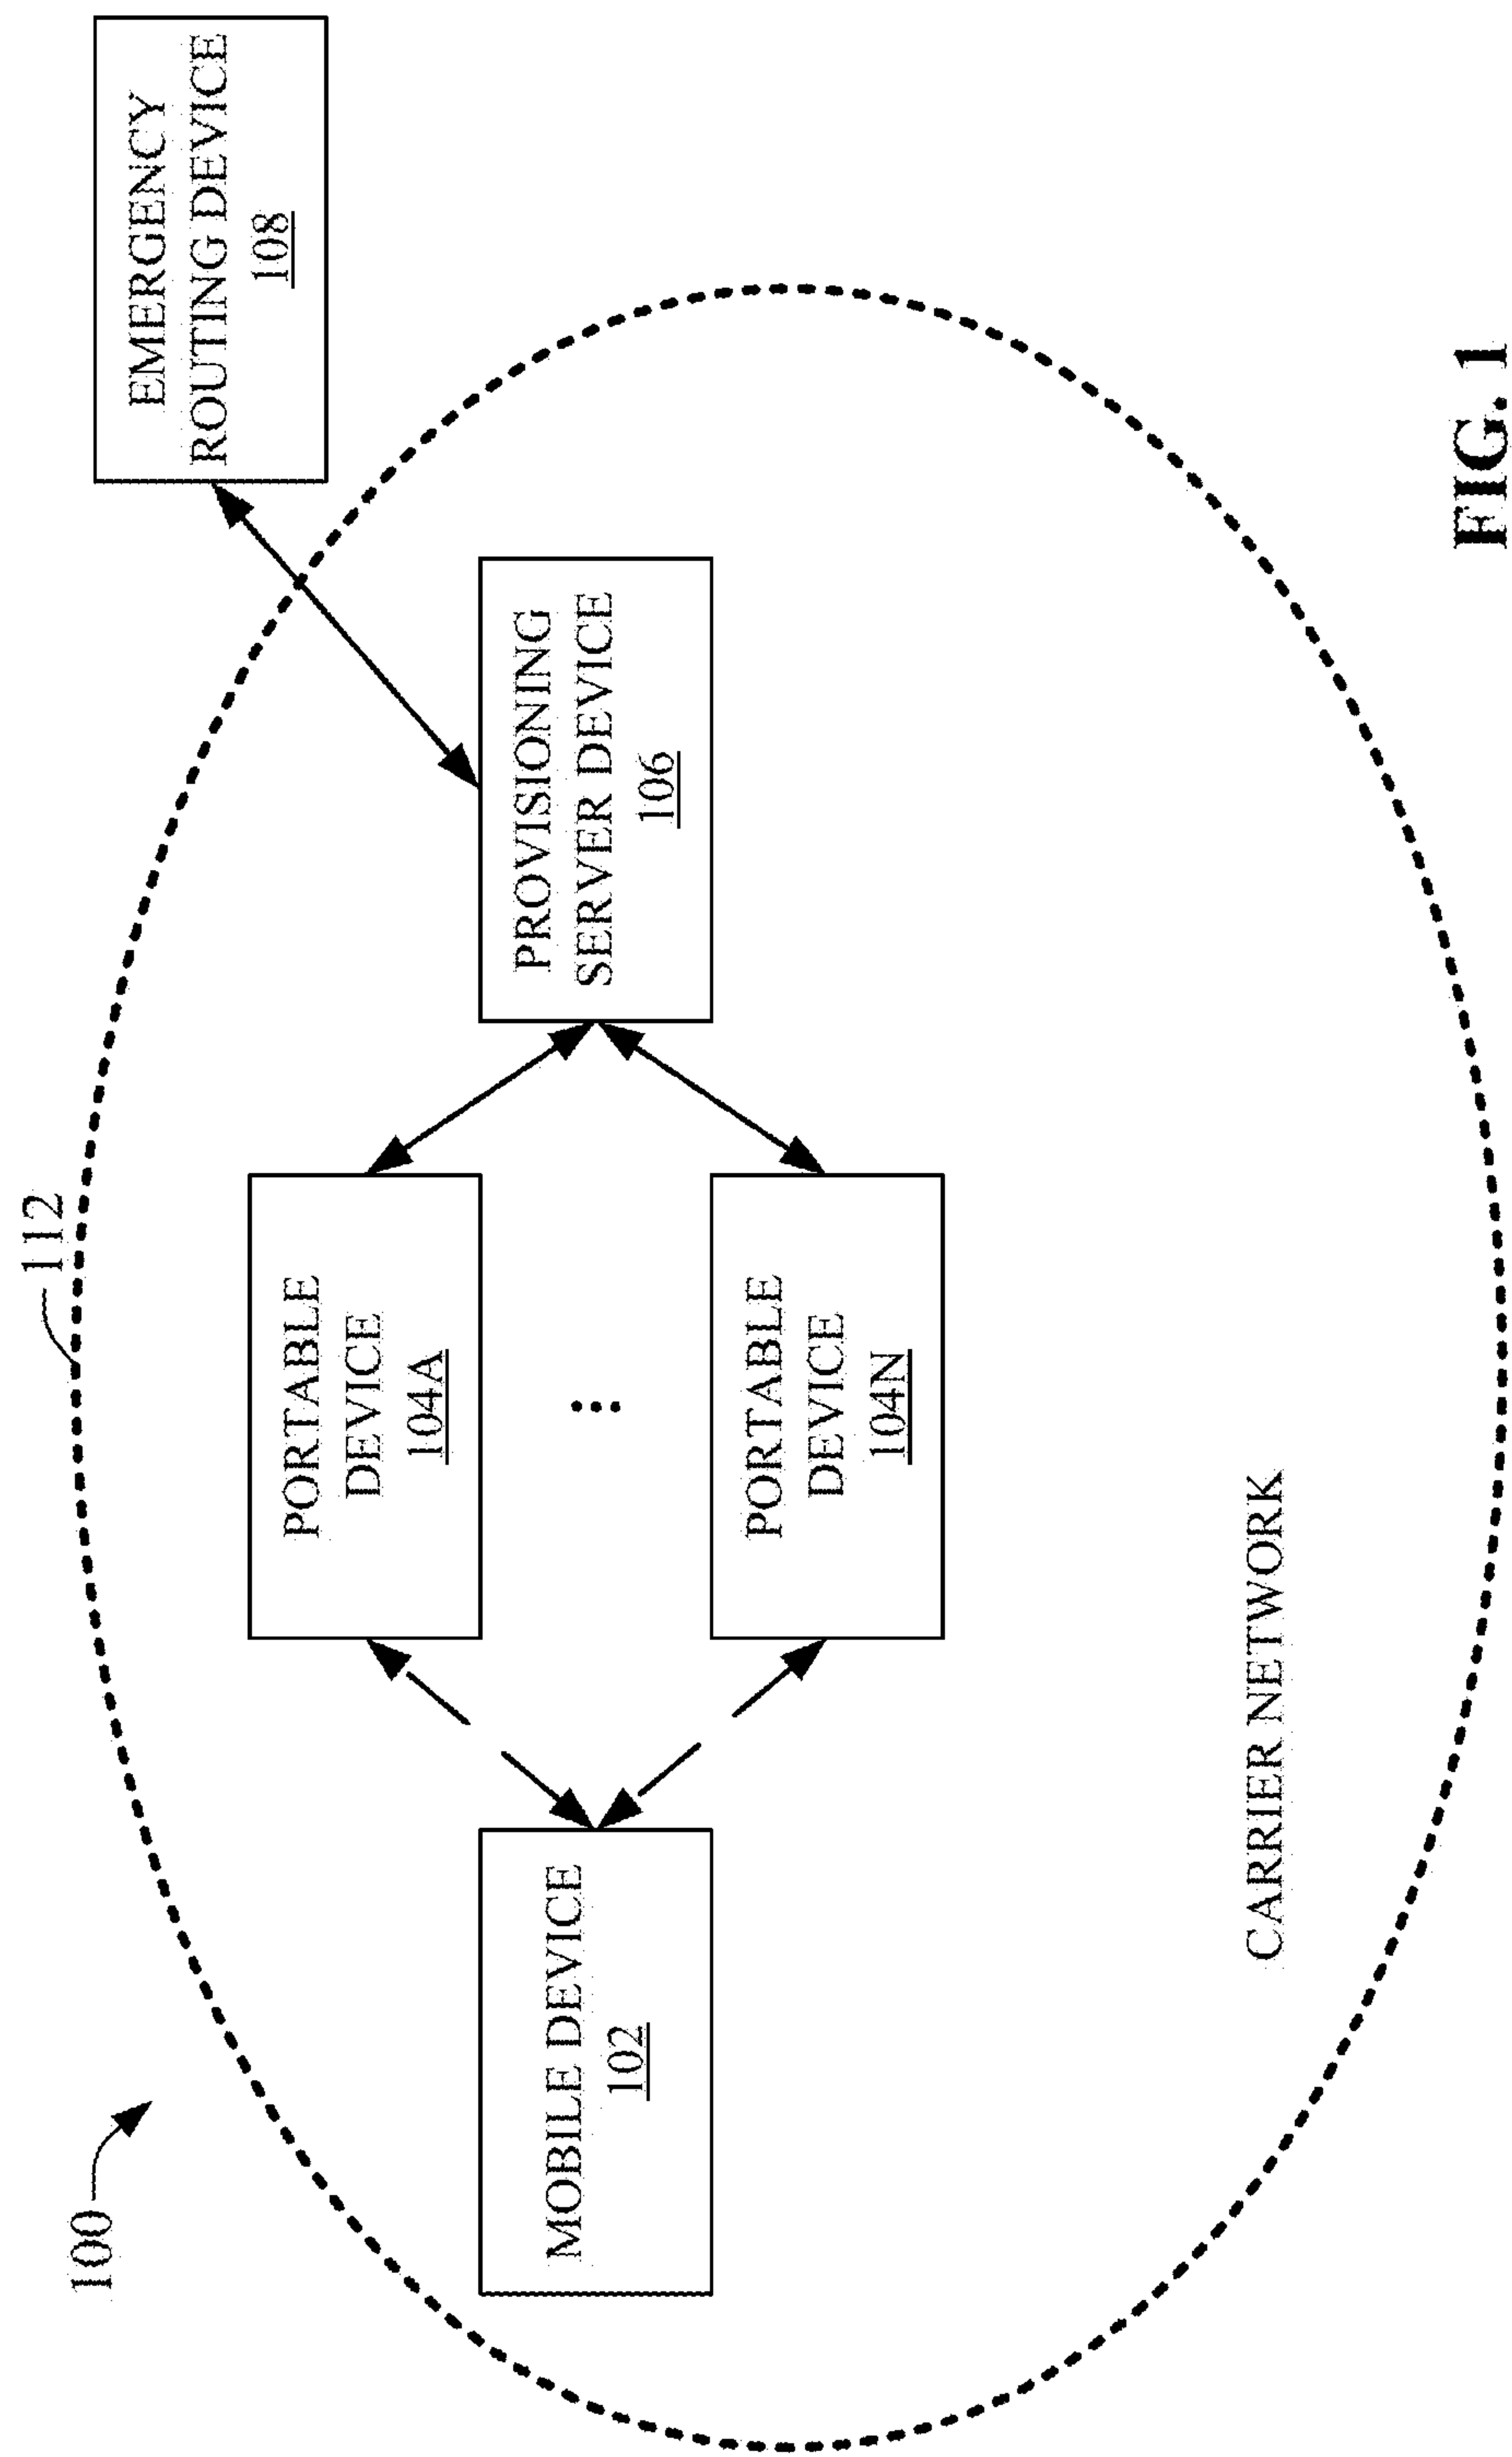 100
112
EMERGENCY
ROUTING DEVICE
108
PORTABLE
DEVICE
104A
MOBILE DEVICE
102
PROVISIONING
SERVER DEVICE
106
...
PORTABLE
DEVICE
104N
CARRIER NETWORK
FIG. 1